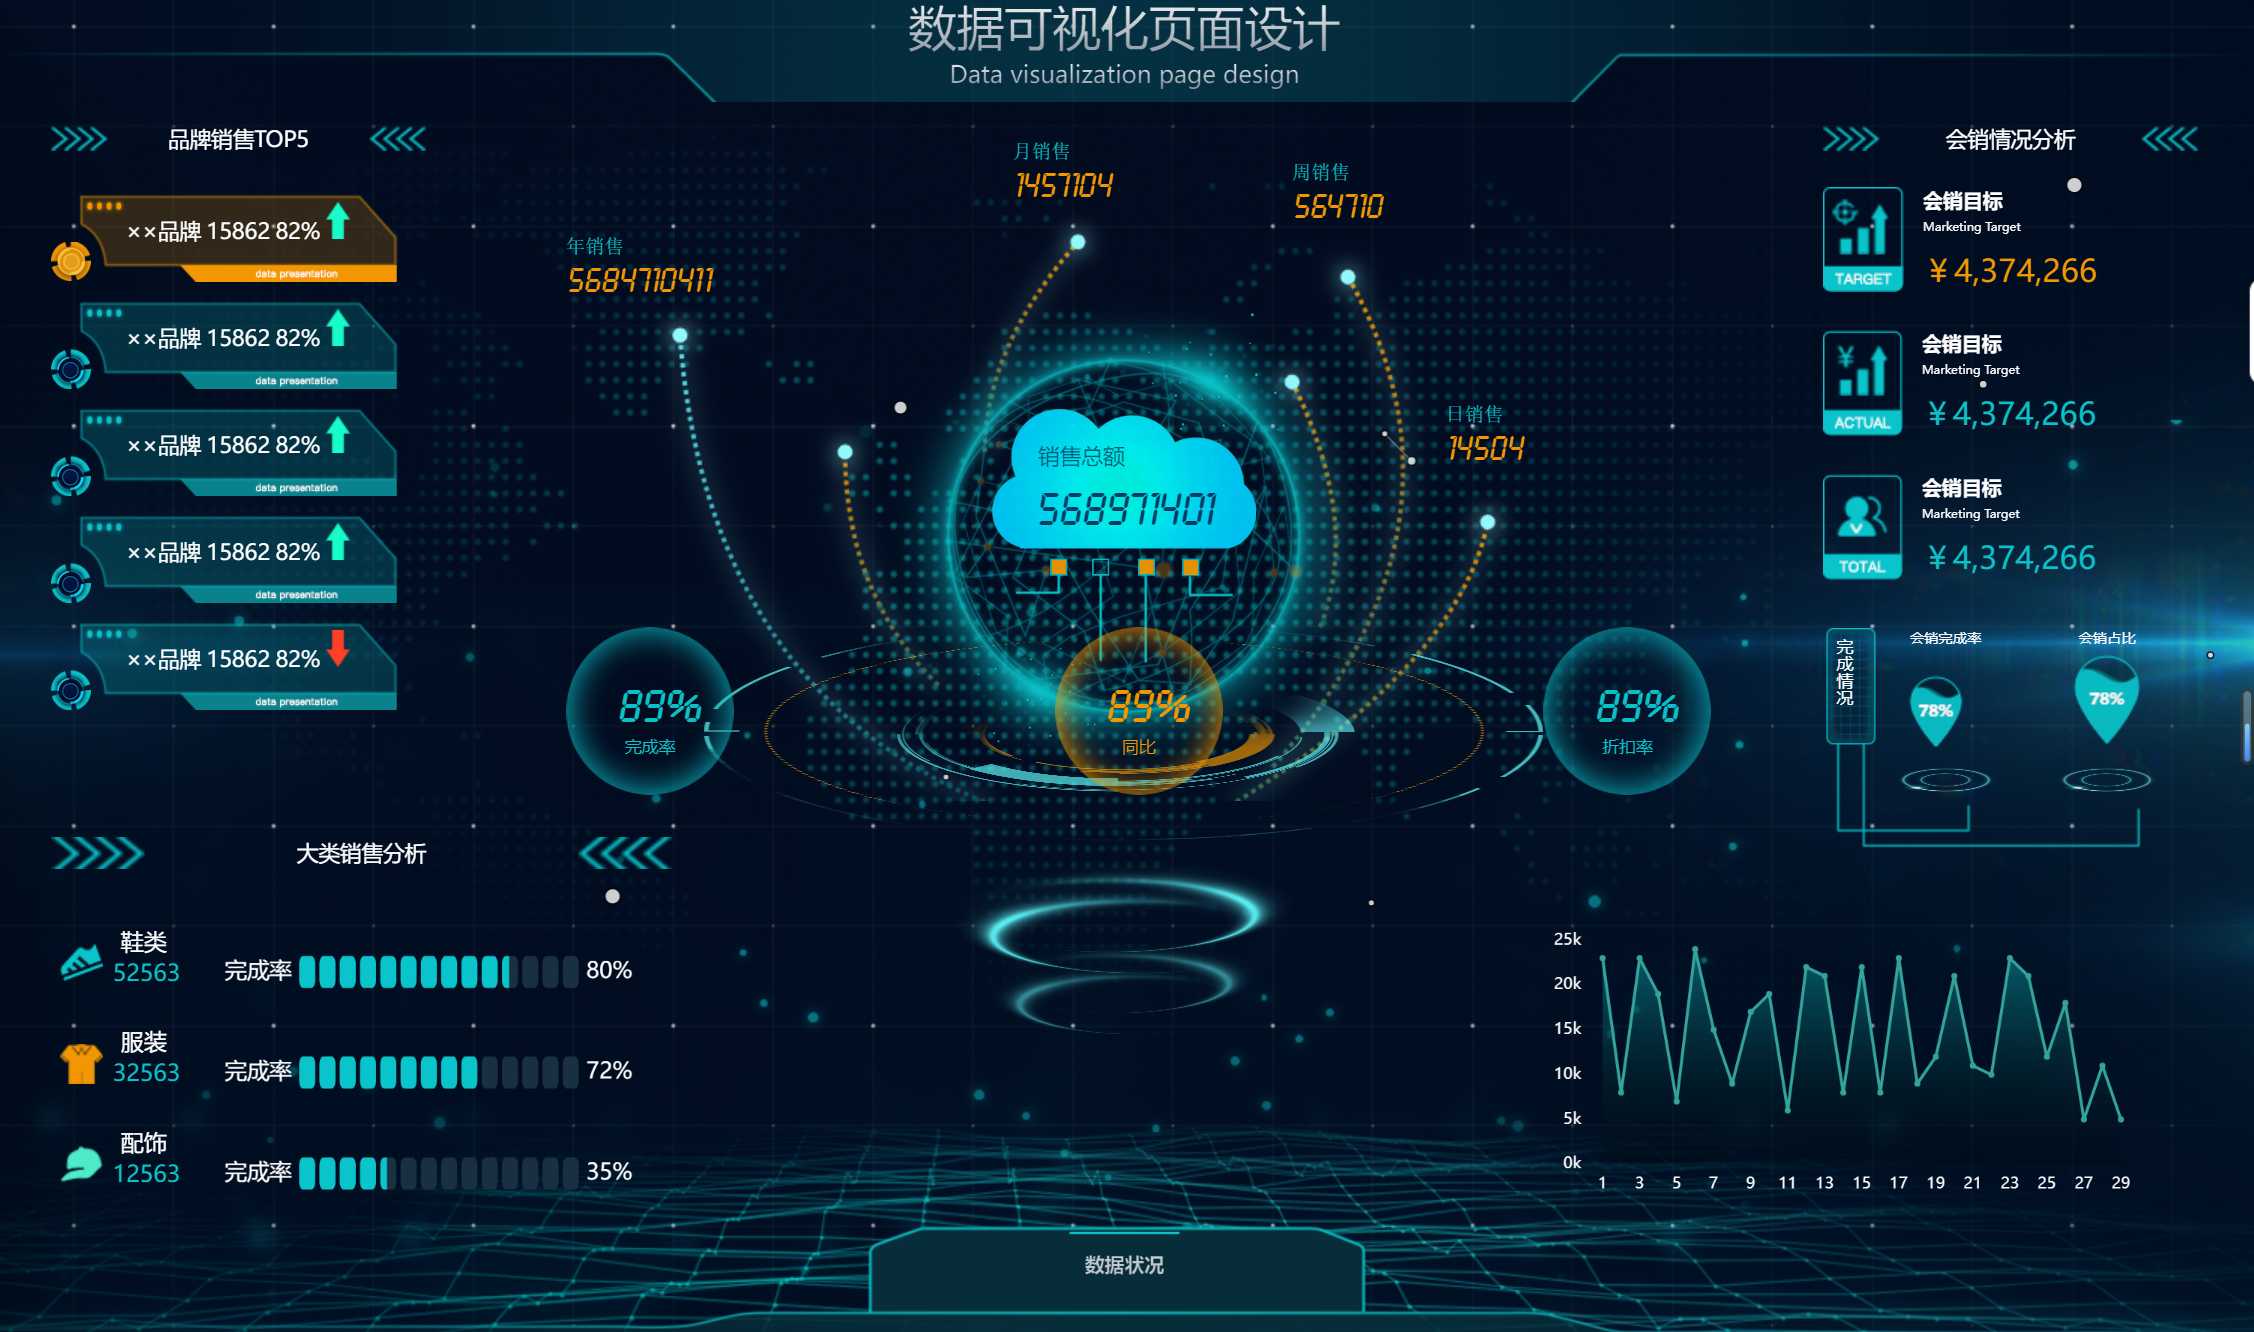 数据可视化页面设计
Data visualization page design
品牌销售TOP5
××品牌 15862 82%
data presentation
××品牌 15862 82%
data presentation
××品牌 15862 82%
data presentation
××品牌 15862 82%
data presentation
××品牌 15862 82%
data presentation
年销售
5684710411
月销售
1457104
周销售
564710
日销售
14504
销售总额
568971401
89%
完成率
89%
同比
89%
折扣率
会销情况分析
TARGET
会销目标
Marketing Target
¥ 4,374,266
¥
ACTUAL
会销目标
Marketing Target
¥ 4,374,266
TOTAL
会销目标
Marketing Target
¥ 4,374,266
完成情况
会销完成率
78%
会销占比
78%
大类销售分析
鞋类
52563
完成率
80%
服装
32563
完成率
72%
配饰
12563
完成率
35%
25k
20k
15k
10k
5k
0k
1 3 5 7 9 11 13 15 17 19 21 23 25 27 29
数据状况